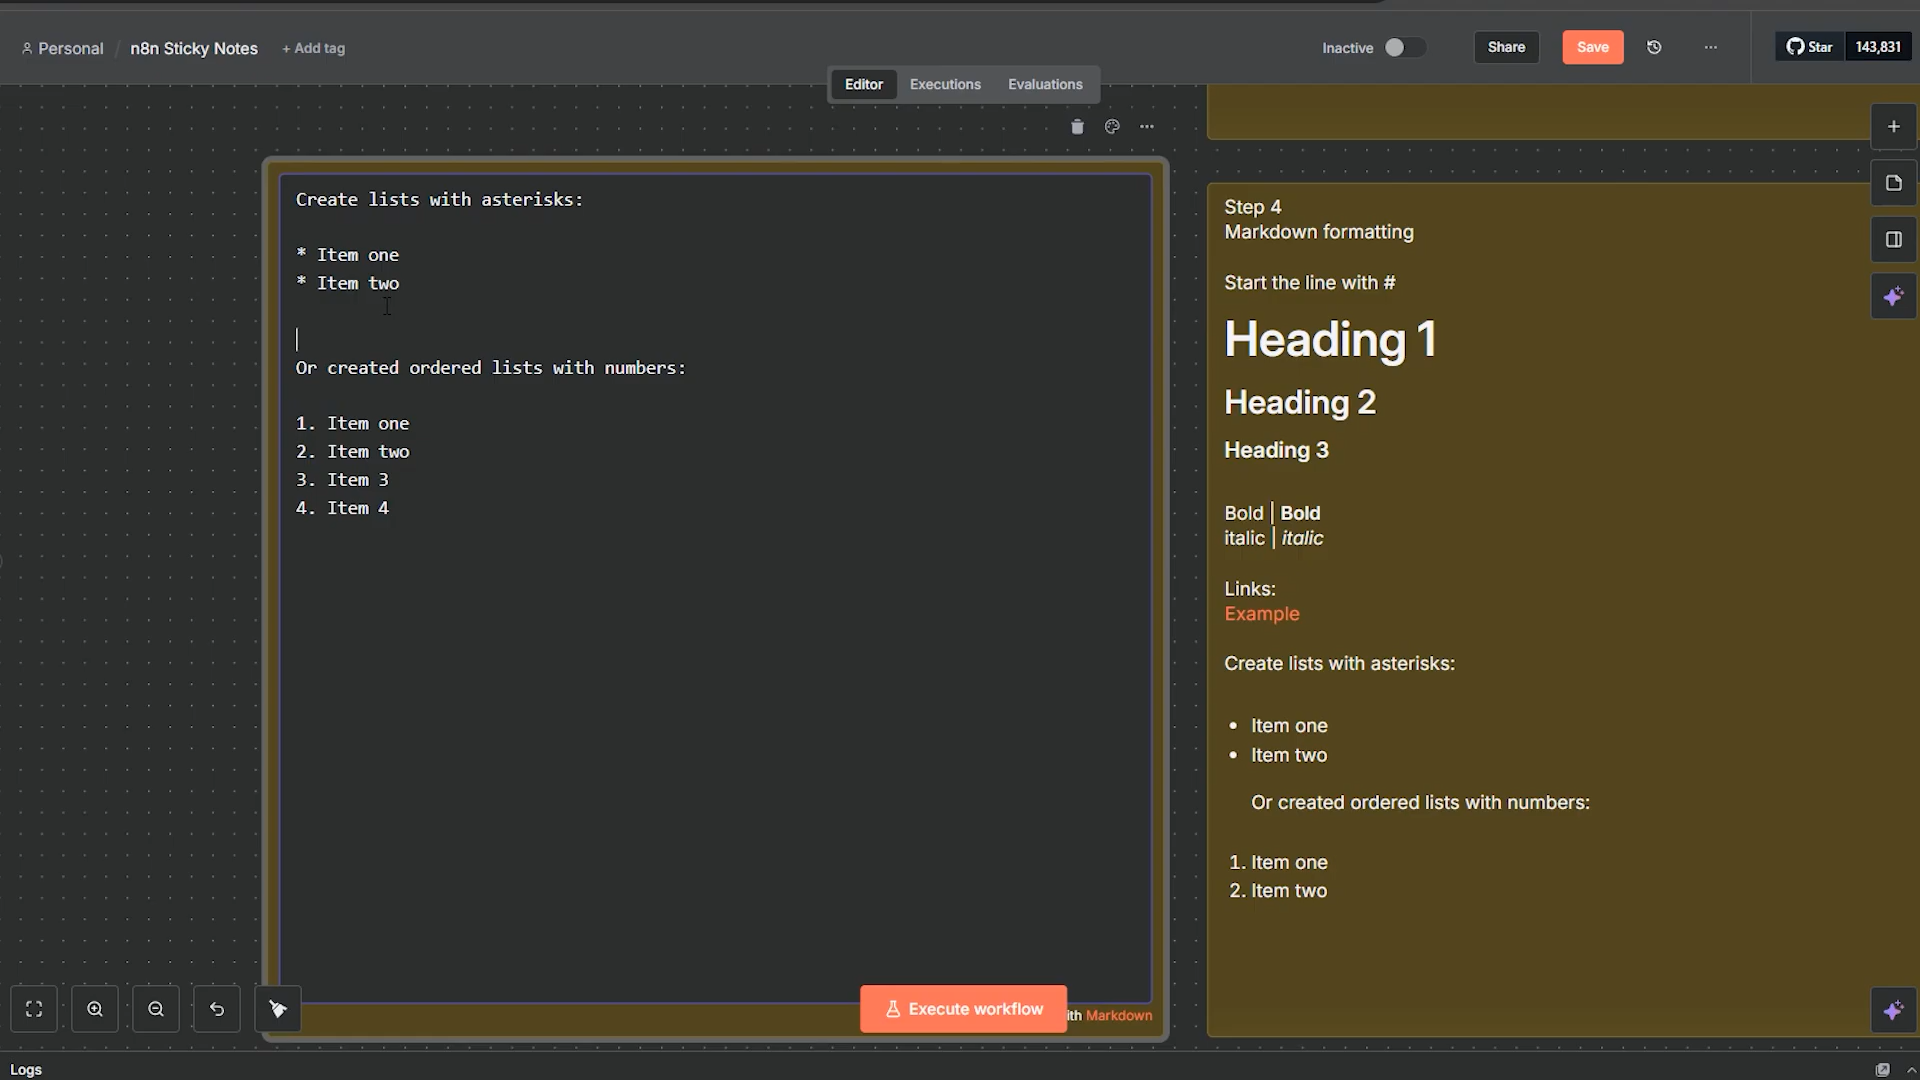 Personal / n8n Sticky Notes + Add tag
Inactive
Share
Save
Star 143,831
Editor Executions Evaluations
Create lists with asterisks:
* Item one
* Item two
Or created ordered lists with numbers:
1. Item one
2. Item two
3. Item 3
4. Item 4
Execute workflow
ith Markdown
Step 4
Markdown formatting
Start the line with #
Heading 1
Heading 2
Heading 3
Bold | Bold
italic | italic
Links:
Example
Create lists with asterisks:
• Item one
• Item two
Or created ordered lists with numbers:
1. Item one
2. Item two
Logs